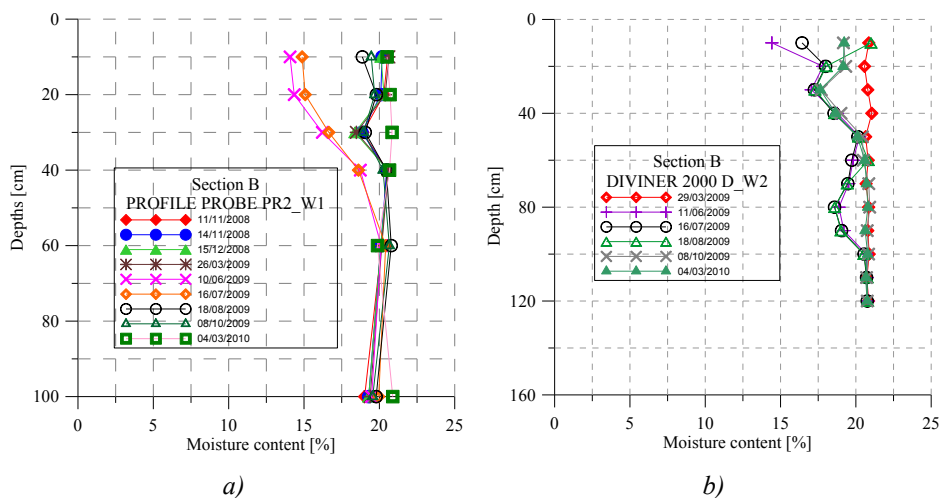 0
20
40
60
80
100
Depths [cm]
Section B
PROFILE PROBE PR2_W1
11/11/2008
14/11/2008
15/12/2008
26/03/2009
10/06/2009
16/07/2009
18/08/2009
08/10/2009
04/03/2010
0 5 10 15 20 25
Moisture content [%]
a)
0
40
80
120
160
Depth [cm]
Section B
DIVINER 2000 D_W2
29/03/2009
11/06/2009
16/07/2009
18/08/2009
08/10/2009
04/03/2010
0 5 10 15 20 25
Moisture content [%]
b)